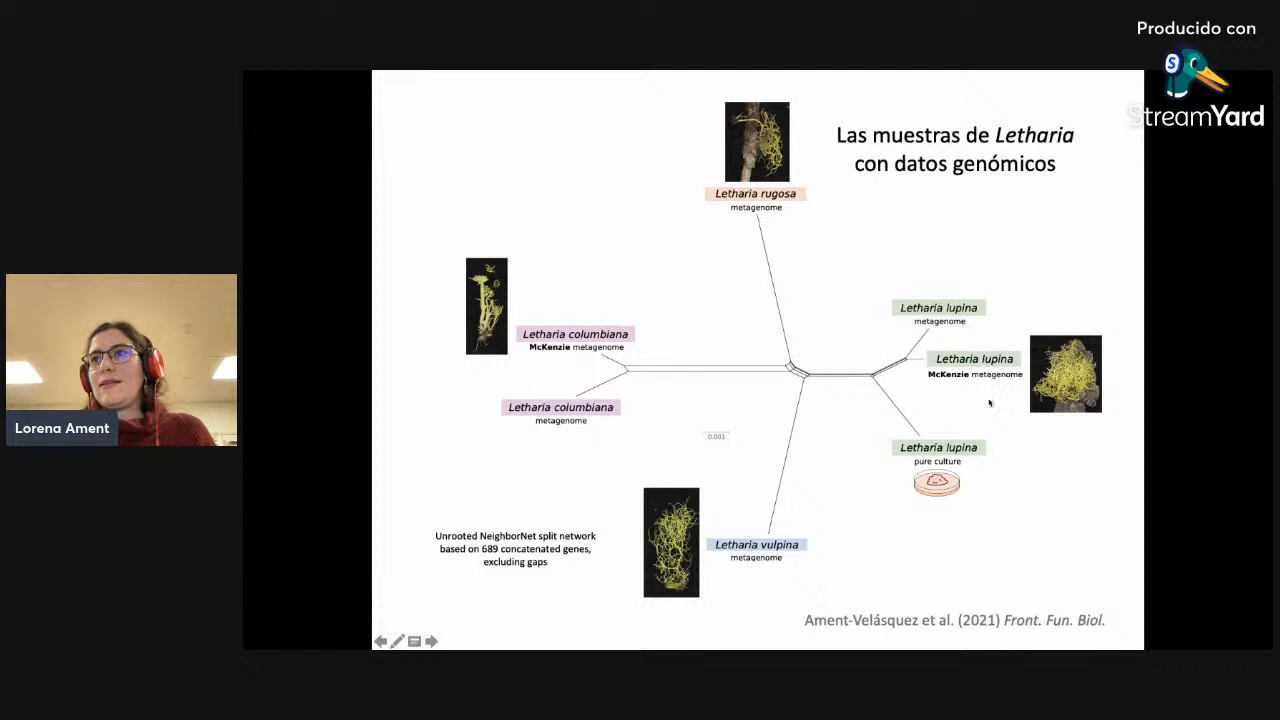 Producido con
S
StreamYard
Las muestras de Letharia
con datos genómicos
Letharia rugosa
metagenome
Letharia columbiana
McKenzie metagenome
Letharia columbiana
metagenome
Letharia lupina
metagenome
Letharia lupina
McKenzie metagenome
Letharia lupina
pure culture
0.001
Lorena Ament
Unrooted NeighborNet split network
based on 689 concatenated genes,
excluding gaps
Letharia vulpina
metagenome
Ament-Velásquez et al. (2021) Front. Fun. Biol.